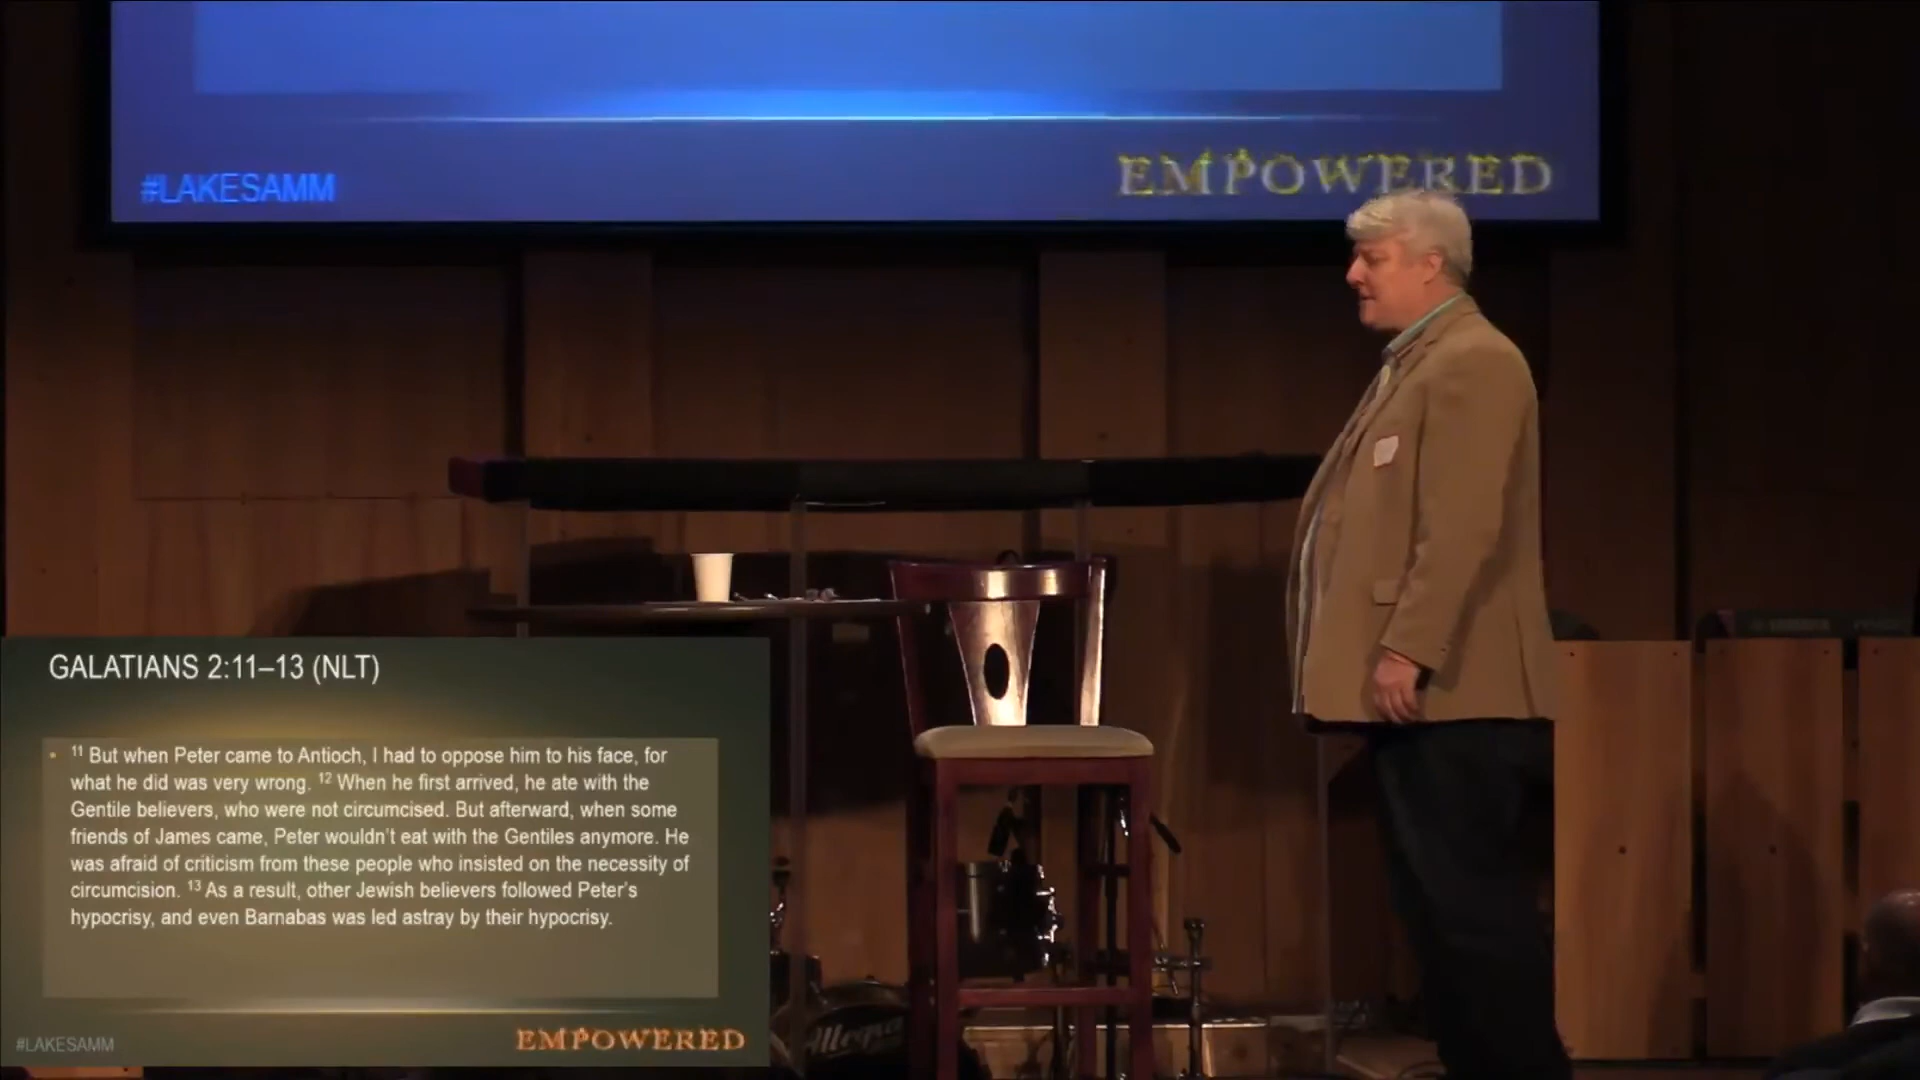 #LAKESAMM
EMPOWERED
GALATIANS 2:11–13 (NLT)
• ¹¹ But when Peter came to Antioch, I had to oppose him to his face, for
what he did was very wrong. ¹² When he first arrived, he ate with the
Gentile believers, who were not circumcised. But afterward, when some
friends of James came, Peter wouldn't eat with the Gentiles anymore. He
was afraid of criticism from these people who insisted on the necessity of
circumcision. ¹³ As a result, other Jewish believers followed Peter's
hypocrisy, and even Barnabas was led astray by their hypocrisy.
#LAKESAMM
EMPOWERED